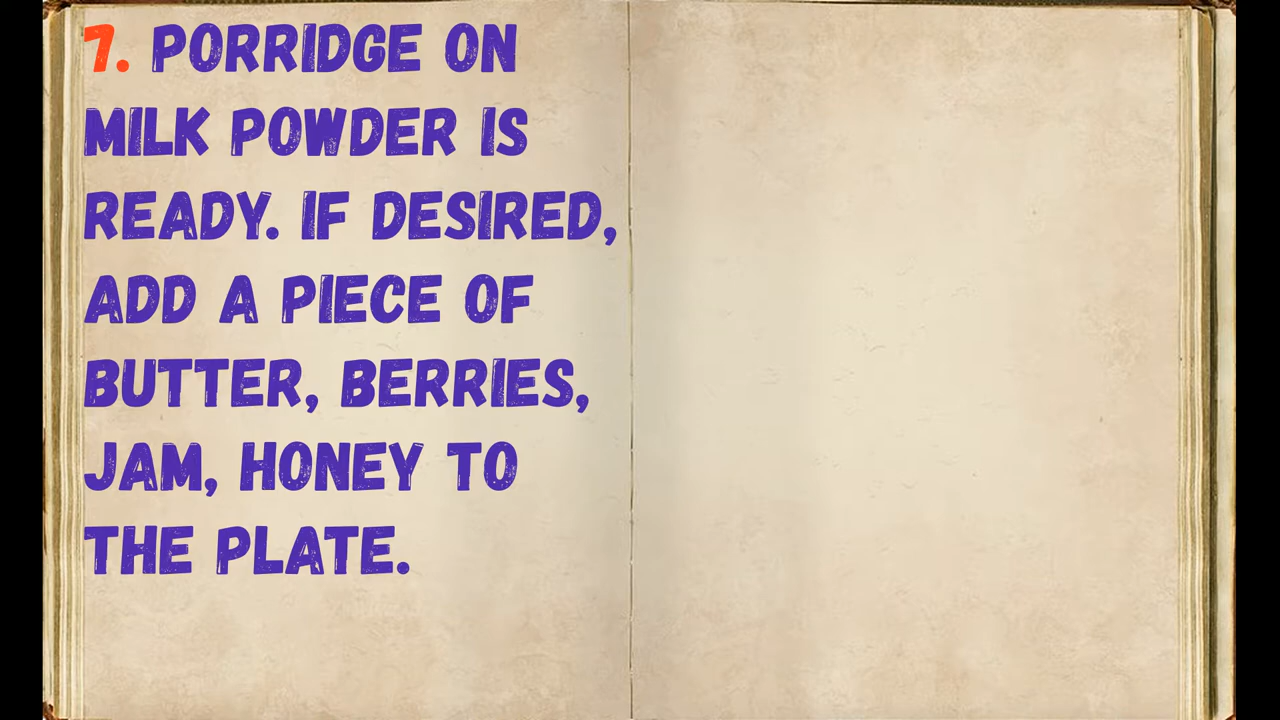 7. PORRIDGE ON
MILK POWDER IS
READY. IF DESIRED,
ADD A PIECE OF
BUTTER, BERRIES,
JAM, HONEY TO
THE PLATE.